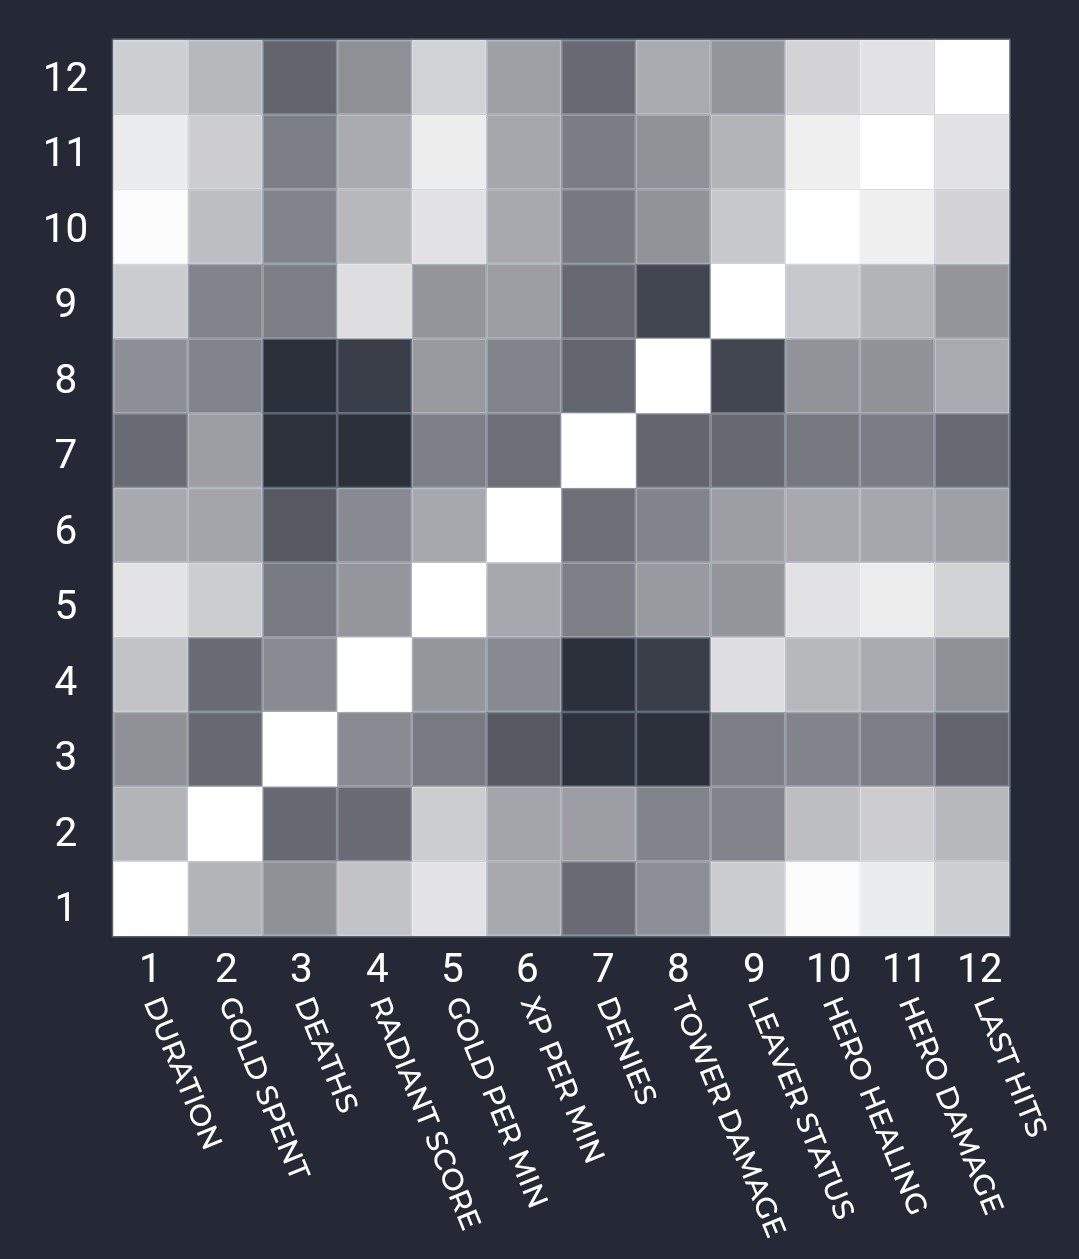 12
11
10
9
8
7
6
5
4
3
2
1
1 2 3 4 5 6 7 8 9 10 11 12
DURATION
GOLD SPENT
DEATHS
RADIANT SCORE
GOLD PER MIN
XP PER MIN
DENIES
TOWER DAMAGE
LEAVER STATUS
HERO HEALING
HERO DAMAGE
LAST HITS